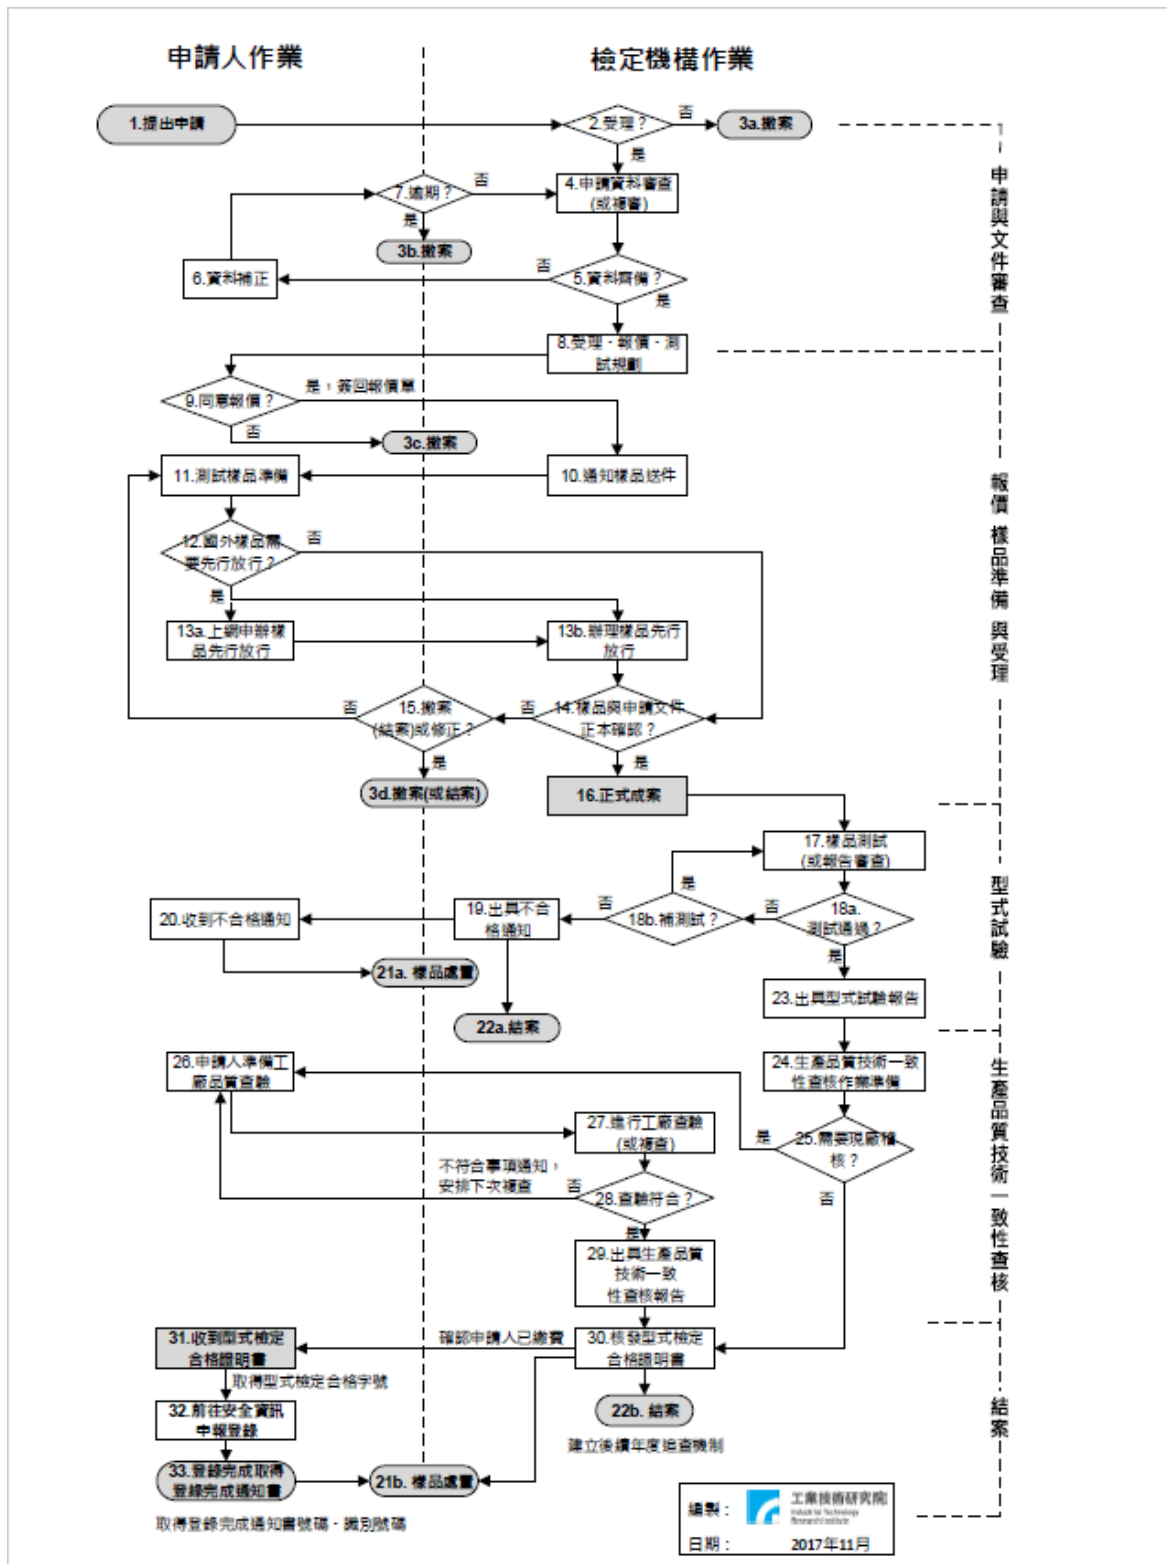 申請人作業
檢定機構作業
1.提出申請
2.受理？
否
3a.撤案
是
7.逾期？
否
4.申請資料審查
(或複審)
是
3b.撤案
6.資料補正
否
5.資料齊備？
是
申請與文件審查
8.受理、報價、測
試規劃
9.同意報價？
是，簽回報價單
否
3c.撤案
11.測試樣品準備
10.通知樣品送件
12.國外樣品需
要先行放行？
否
是
13a.上網申辦樣
品先行放行
13b.辦理樣品先行
放行
報價 樣品準備 與受理
否
15.撤案
(結案)或修正？
否
14.樣品與申請文件
正本確認？
是
是
3d.撤案(或結案)
16.正式成案
17.樣品測試
(或報告審查)
是
20.收到不合格通知
19.出具不合
格通知
否
18b.補測試？
否
18a.
測試通過？
是
型式試驗
21a. 樣品處置
22a.結案
23.出具型式試驗報告
26.申請人準備工
廠品質查驗
24.生產品質技術一致
性查核作業準備
27.進行工廠查驗
(或複查)
是
25.需要現廠稽
核？
不符合事項通知，
安排下次複查
否
28.查驗符合？
否
是
29.出具生產品質
技術一致
性查核報告
生產品質技術一致性查核
31.收到型式檢定
合格證明書
確認申請人已繳費
30.核發型式檢定
合格證明書
取得型式檢定合格字號
32.前往安全資訊
申報登錄
22b. 結案
建立後續年度追查機制
33.登錄完成取得
登錄完成通知書
21b. 樣品處置
取得登錄完成通知書號碼、識別號碼
結案
編製：
工業技術研究院
Industrial Technology
Research Institute
日期：
2017年11月